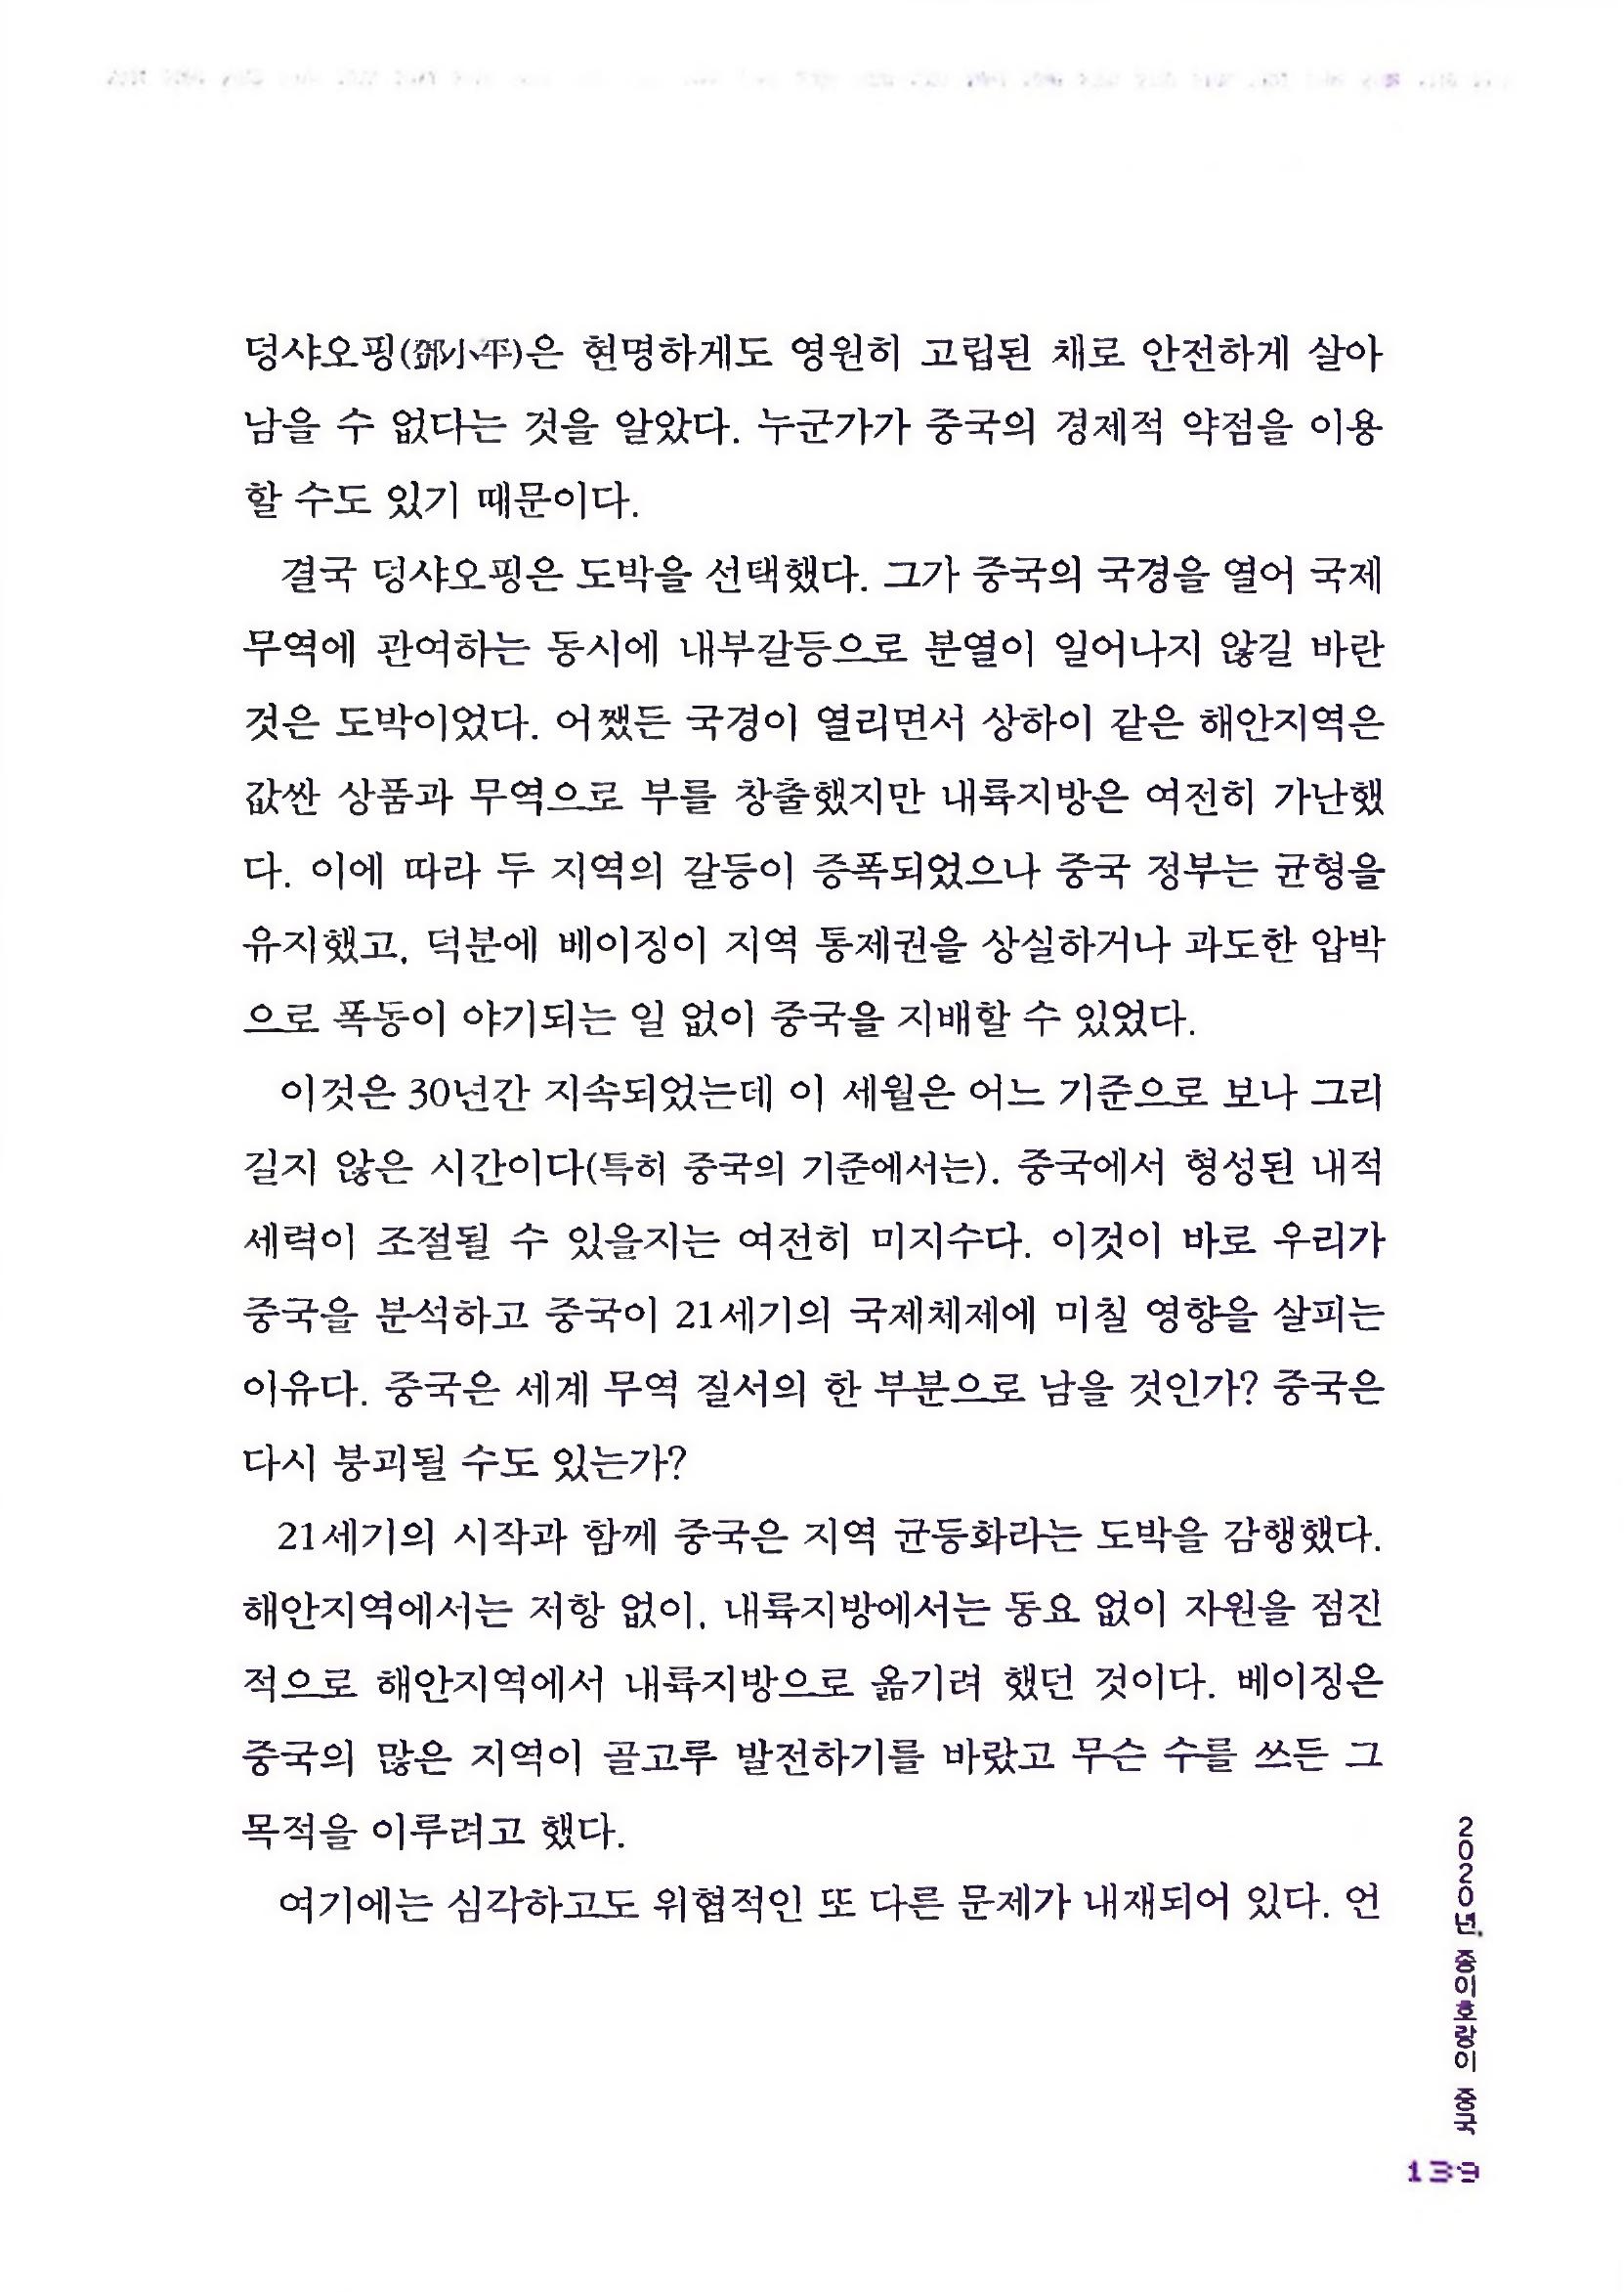 덩샤오핑(鄧小平)은 현명하게도 영원히 고립된 채로 안전하게 살아
남을 수 없다는 것을 알았다. 누군가가 중국의 경제적 약점을 이용
할 수도 있기 때문이다.
결국 덩샤오핑은 도박을 선택했다. 그가 중국의 국경을 열어 국제
무역에 관여하는 동시에 내부갈등으로 분열이 일어나지 않길 바란
것은 도박이었다. 어쨌든 국경이 열리면서 상하이 같은 해안지역은
값싼 상품과 무역으로 부를 창출했지만 내륙지방은 여전히 가난했
다. 이에 따라 두 지역의 갈등이 증폭되었으나 중국 정부는 균형을
유지했고, 덕분에 베이징이 지역 통제권을 상실하거나 과도한 압박
으로 폭동이 야기되는 일 없이 중국을 지배할 수 있었다.
이것은 30년간 지속되었는데 이 세월은 어느 기준으로 보나 그리
길지 않은 시간이다(특히 중국의 기준에서는). 중국에서 형성된 내적
세력이 조절될 수 있을지는 여전히 미지수다. 이것이 바로 우리가
중국을 분석하고 중국이 21세기의 국제체제에 미칠 영향을 살피는
이유다. 중국은 세계 무역 질서의 한 부분으로 남을 것인가? 중국은
다시 붕괴될 수도 있는가?
21세기의 시작과 함께 중국은 지역 균등화라는 도박을 감행했다.
해안지역에서는 저항 없이, 내륙지방에서는 동요 없이 자원을 점진
적으로 해안지역에서 내륙지방으로 옮기려 했던 것이다. 베이징은
중국의 많은 지역이 골고루 발전하기를 바랐고 무슨 수를 쓰든 그
목적을 이루려고 했다.
여기에는 심각하고도 위협적인 또 다른 문제가 내재되어 있다. 언
2020년, 종이호랑이 중국
139